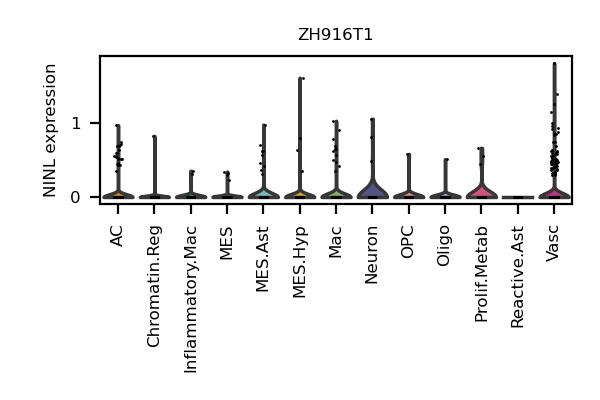 ZH916T1
NINL expression
1
0
AC
Chromatin.Reg
Inflammatory.Mac
MES
MES.Ast
MES.Hyp
Mac
Neuron
OPC
Oligo
Prolif.Metab
Reactive.Ast
Vasc